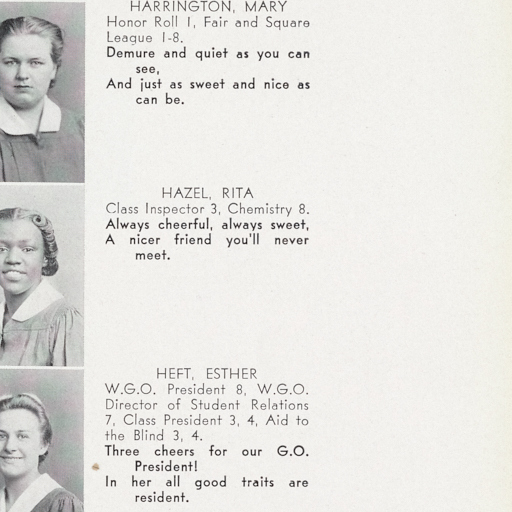 HARRINGTON, MARY
Honor Roll 1, Fair and Square
League 1-8.
Demure and quiet as you can
see,
And just as sweet and nice as
can be.
HAZEL, RITA
Class Inspector 3, Chemistry 8.
Always cheerful, always sweet,
A nicer friend you'll never
meet.
HEFT, ESTHER
W.G.O. President 8, W.G.O.
Director of Student Relations
7, Class President 3, 4, Aid to
the Blind 3, 4.
Three cheers for our G.O.
President!
In her all good traits are
resident.